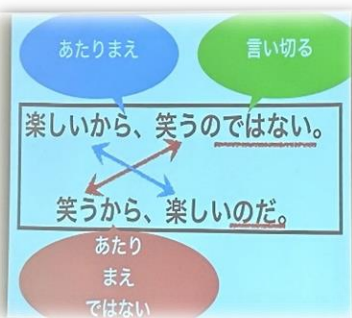 あたりまえ
言い切る
楽しいから、笑うのではない。
笑うから、楽しいのだ。
あたり
まえ
ではない